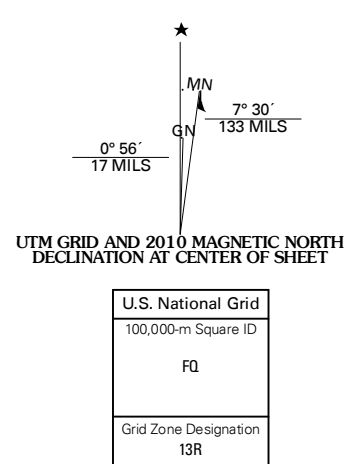 ★
MN
7° 30´
133 MILS
GN
0° 56´
17 MILS
UTM GRID AND 2010 MAGNETIC NORTH
DECLINATION AT CENTER OF SHEET
U.S. National Grid
100,000-m Square ID
FQ
Grid Zone Designation
13R